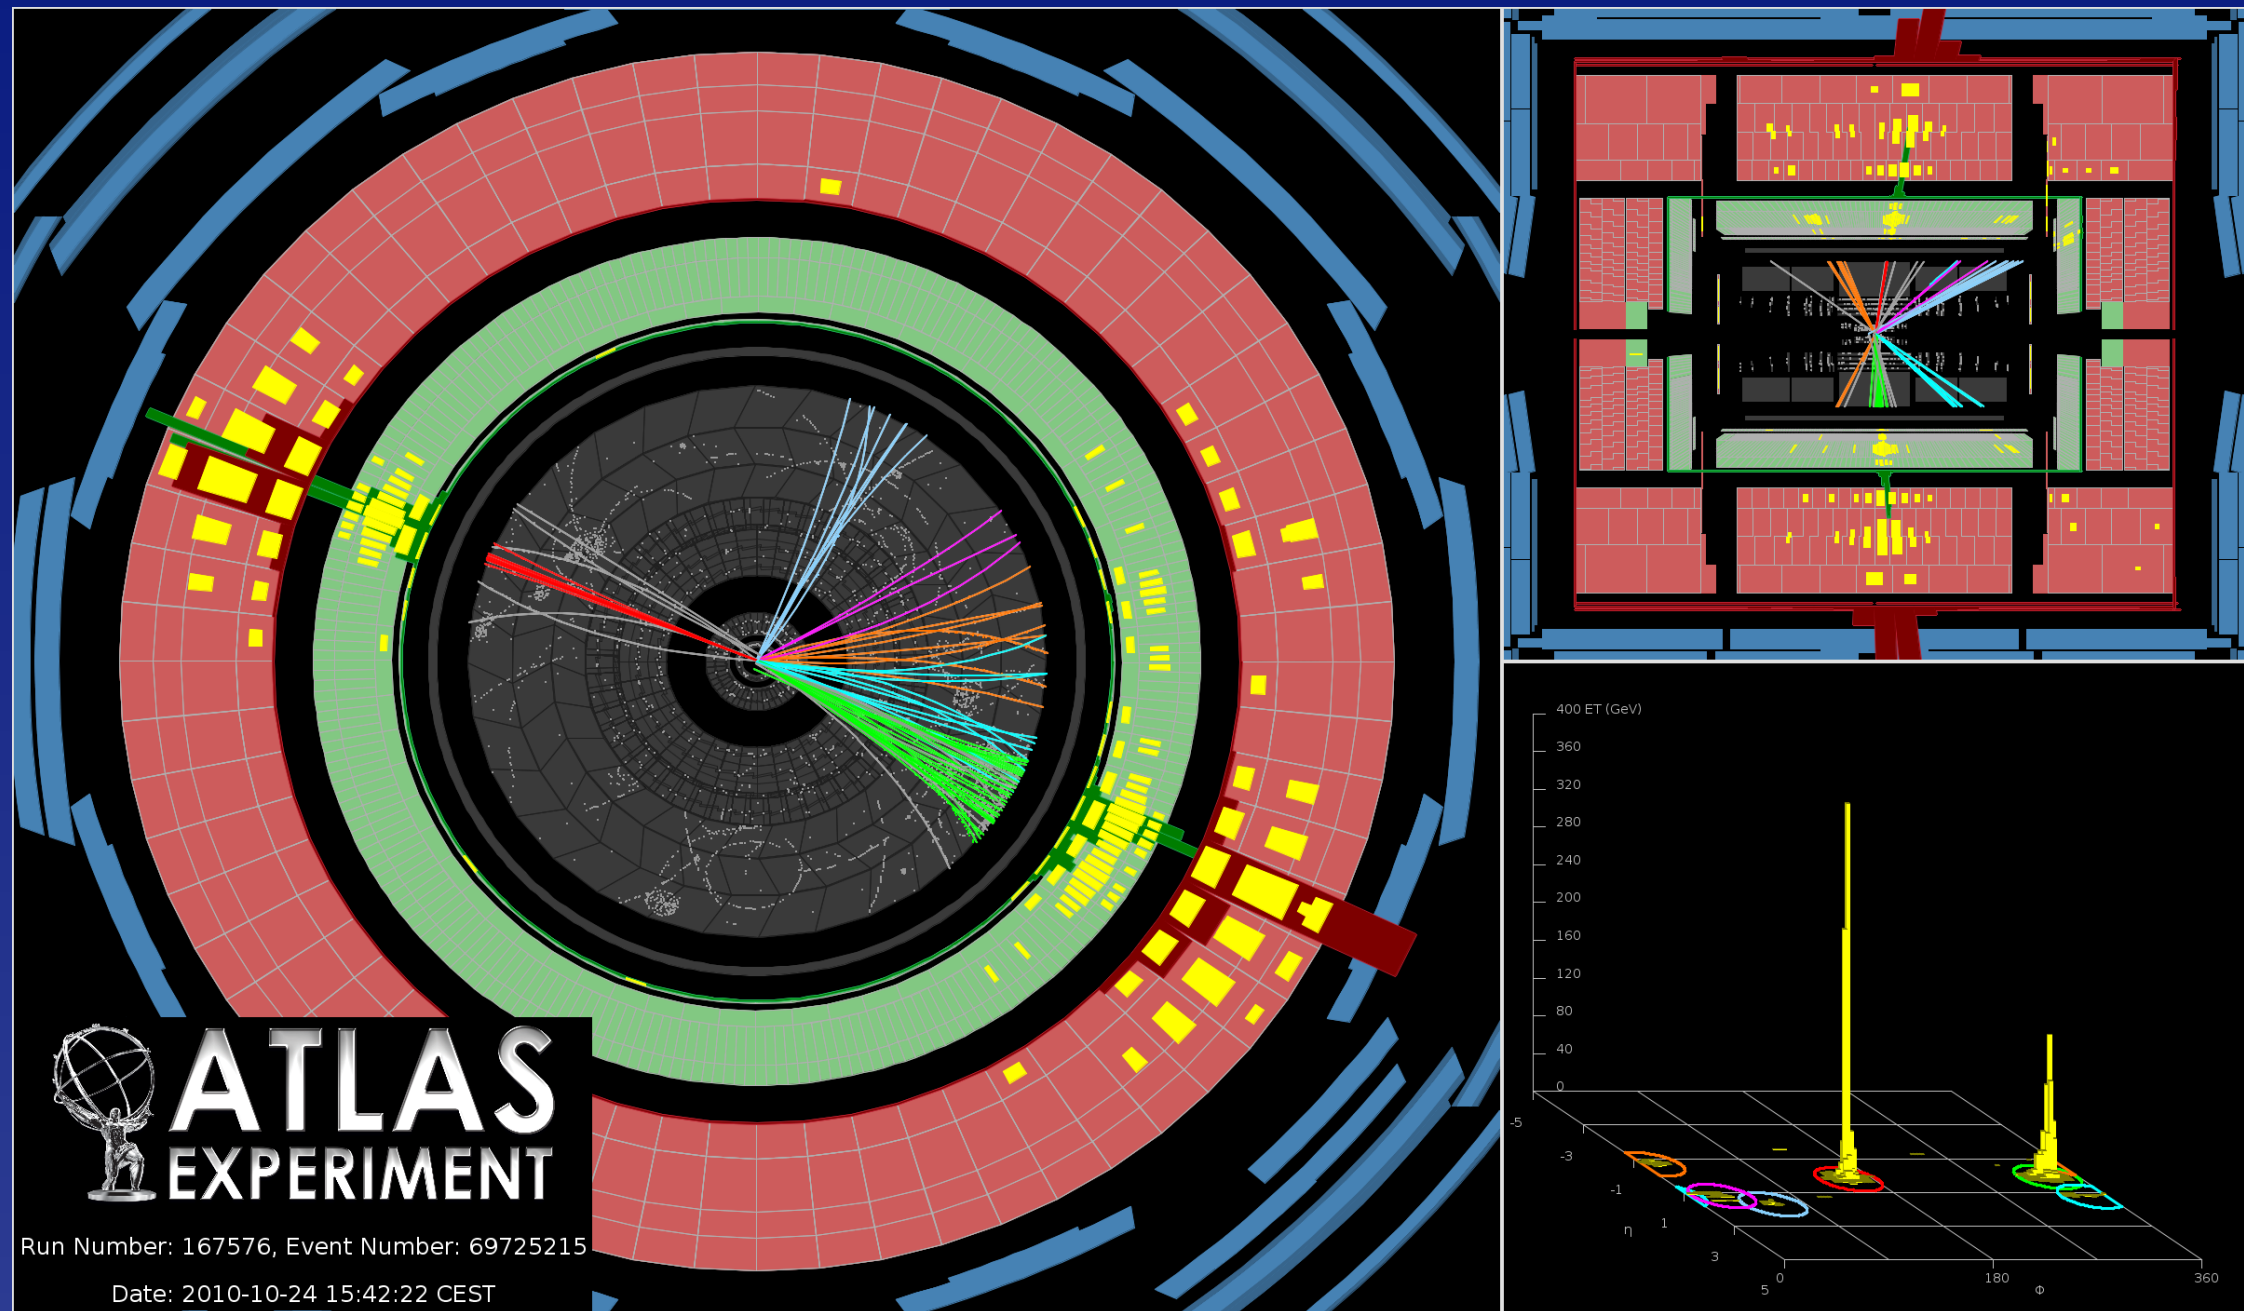 ATLAS
EXPERIMENT
Run Number: 167576, Event Number: 69725215
Date: 2010-10-24 15:42:22 CEST
400 ET (GeV)
360
320
280
240
200
160
120
80
40
0
-5
-3
-1
1
η
3
5
0
180
360
Φ